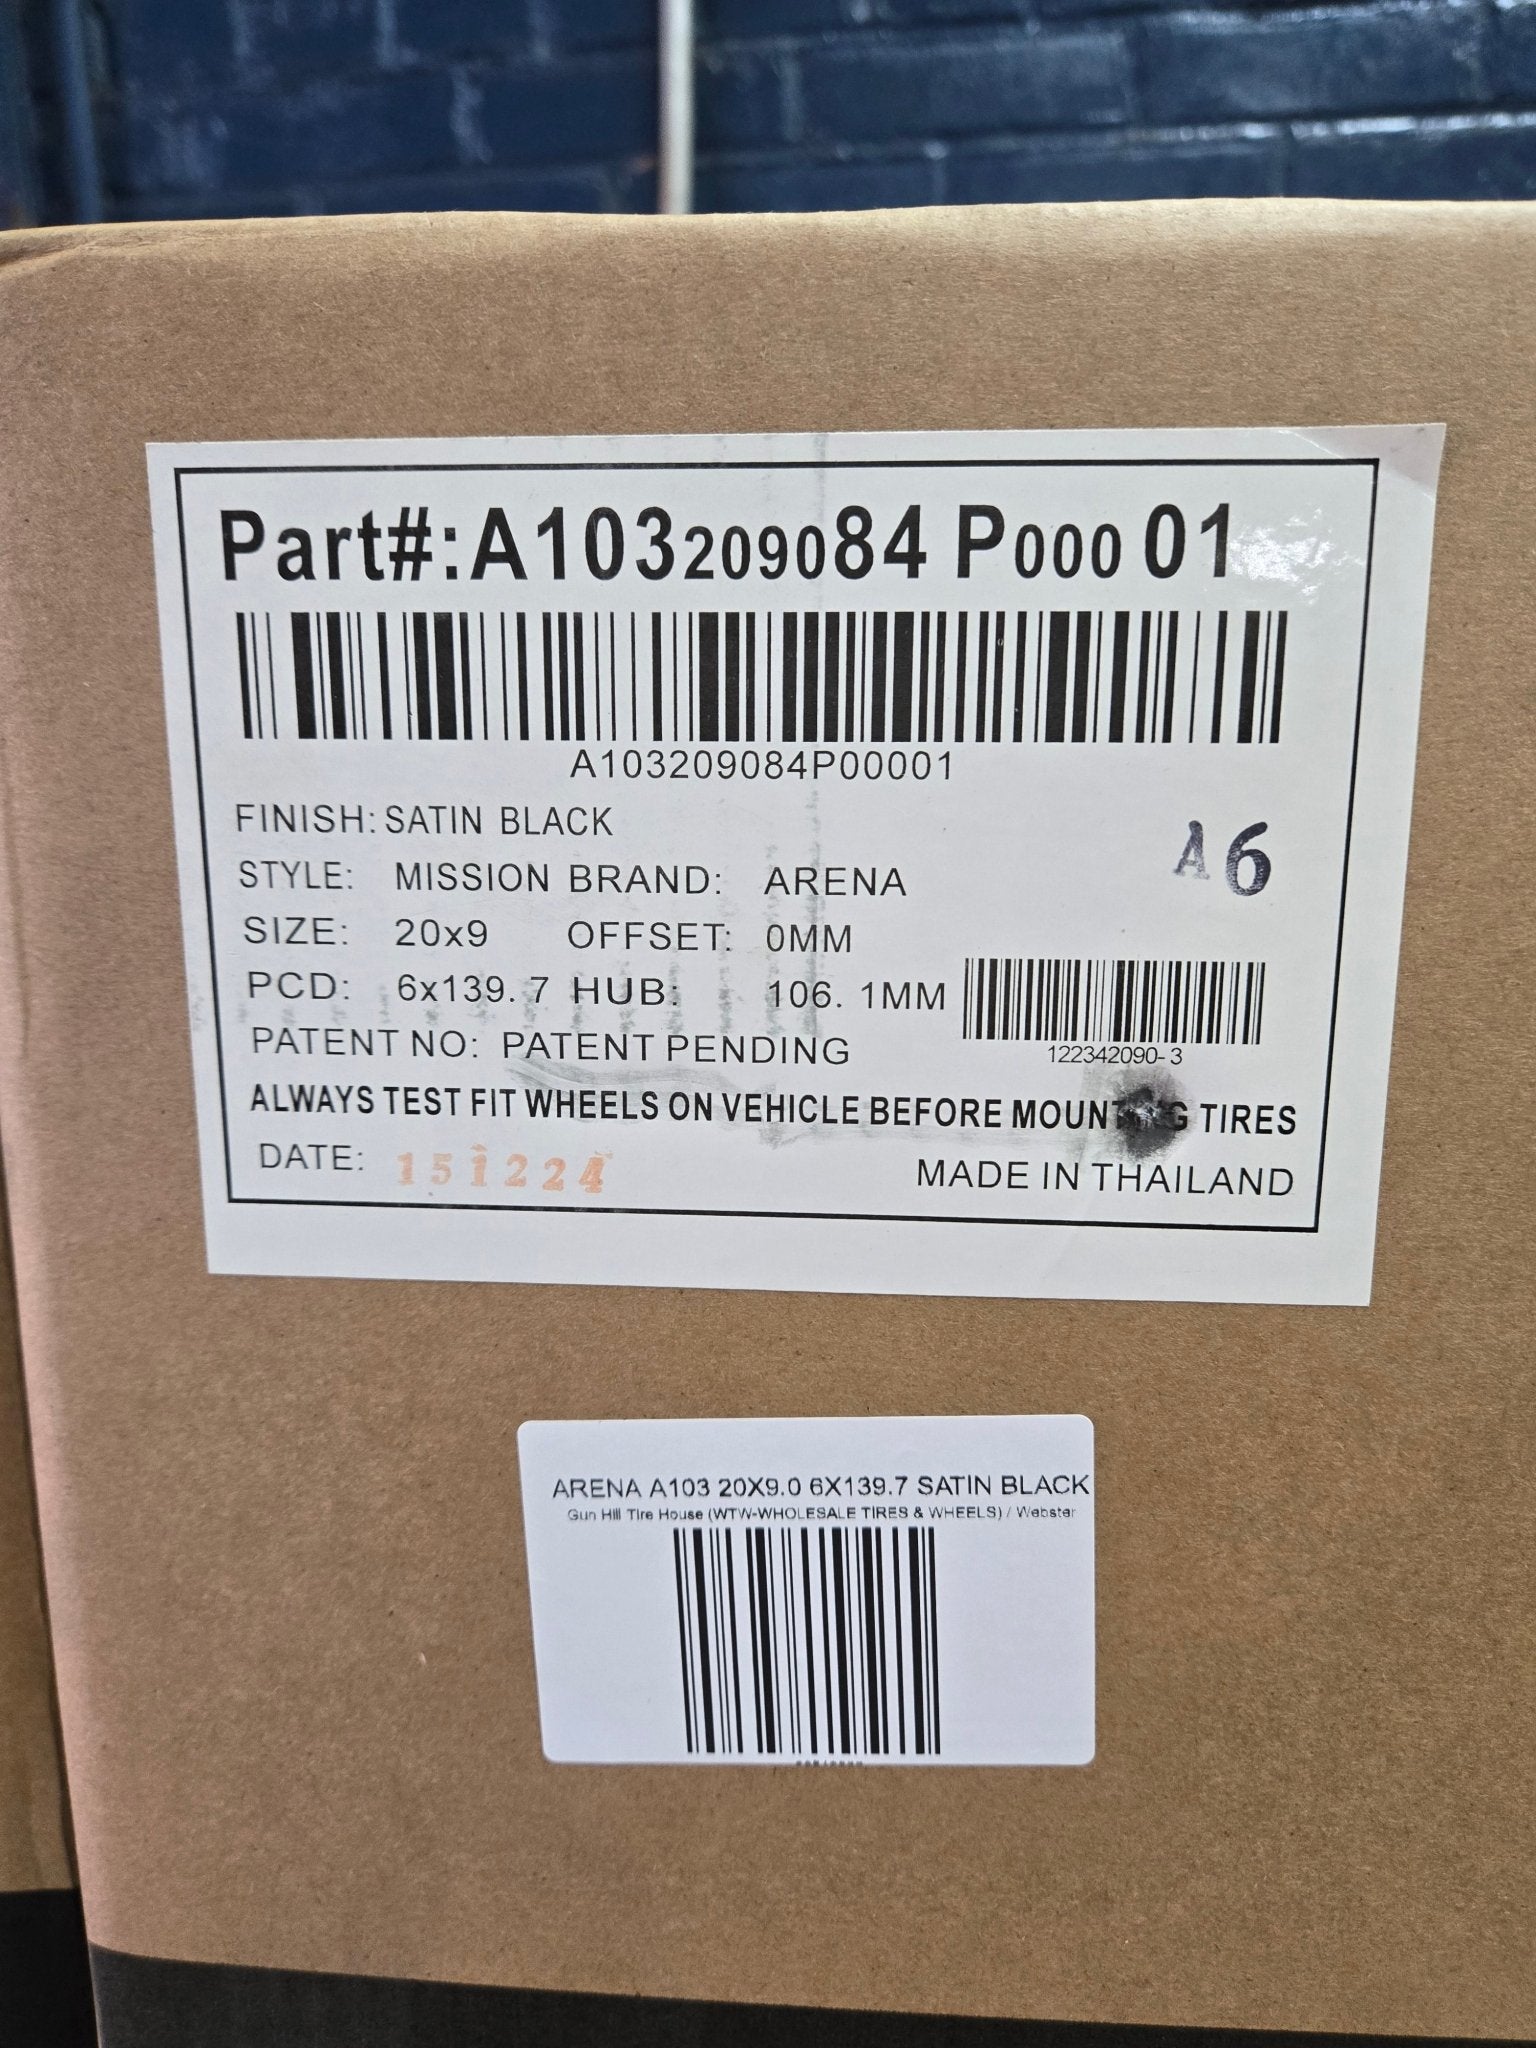 Part#:A103209084 P000 01
A103209084P00001
FINISH: SATIN BLACK
A6
STYLE: MISSION BRAND: ARENA
SIZE: 20x9 OFFSET: 0MM
PCD: 6x139. 7 HUB: 106. 1MM
122342090-3
PATENT NO: PATENT PENDING
ALWAYS TEST FIT WHEELS ON VEHICLE BEFORE MOUNTING TIRES
DATE: 151224
MADE IN THAILAND
ARENA A103 20X9.0 6X139.7 SATIN BLACK
Gun Hill Tire House (WTW-WHOLESALE TIRES & WHEELS) / Webster